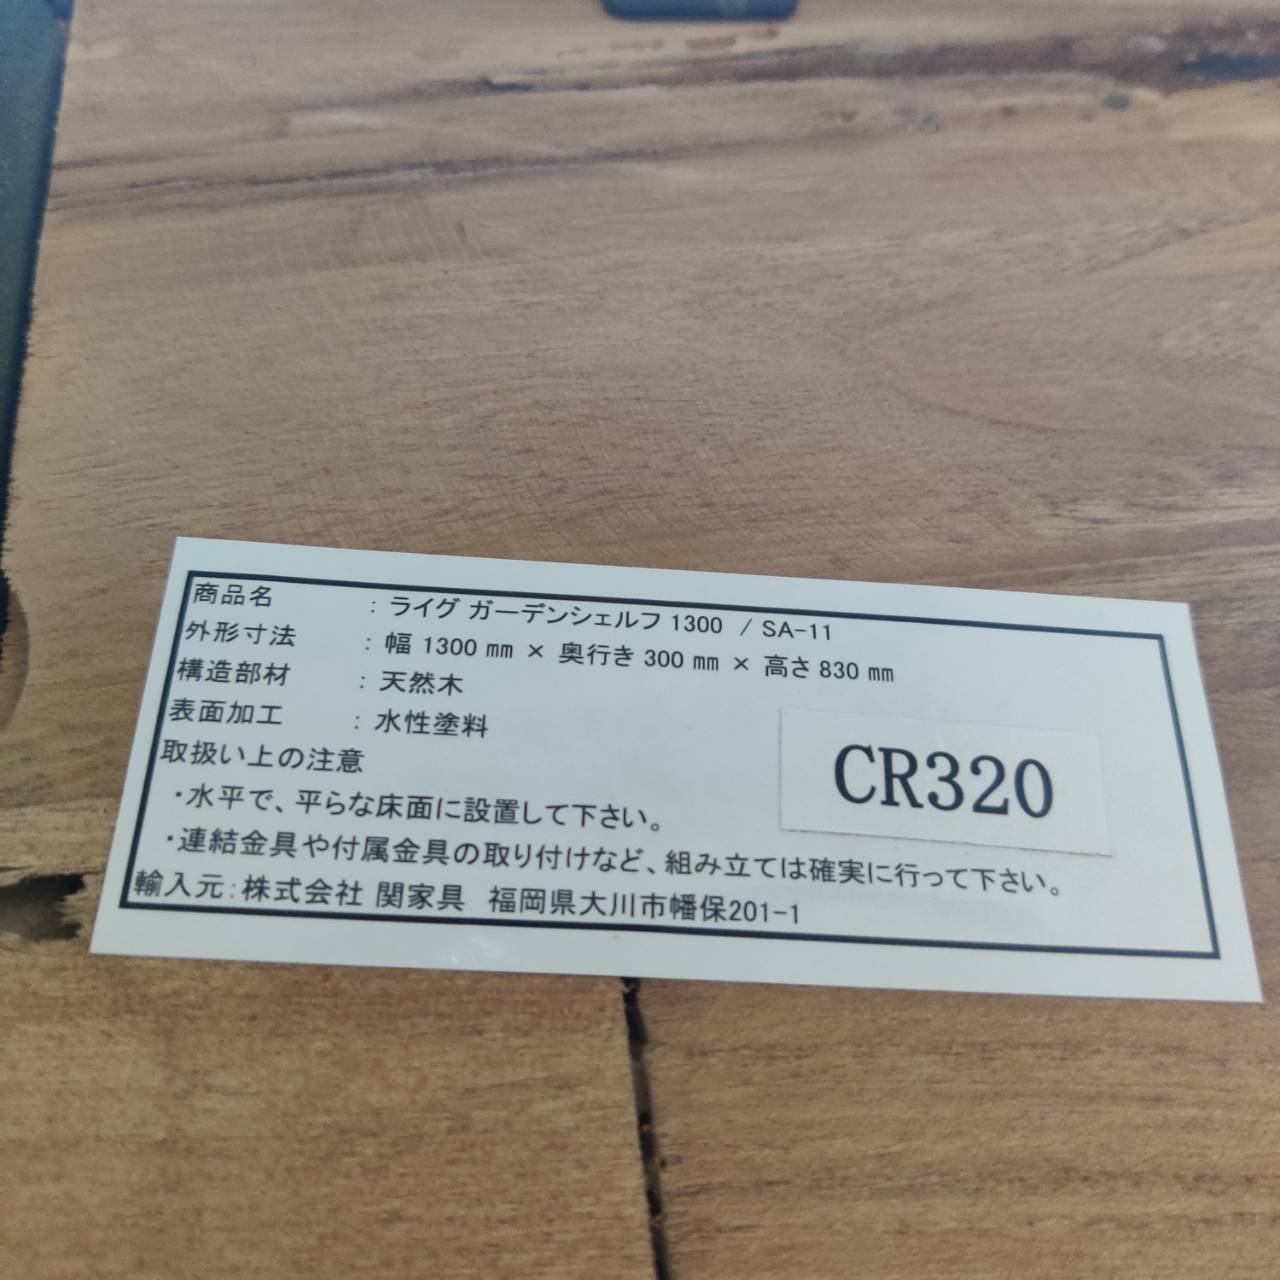 商品名 : ライグ ガーデンシェルフ 1300 / SA-11
外形寸法 : 幅 1300 ㎜ × 奥行き 300 ㎜ × 高さ 830 ㎜
構造部材 : 天然木
表面加工 : 水性塗料
取扱い上の注意
・水平で、平らな床面に設置して下さい。
・連結金具や付属金具の取り付けなど、組み立ては確実に行って下さい。
輸入元:株式会社 関家具 福岡県大川市幡保201-1
CR320